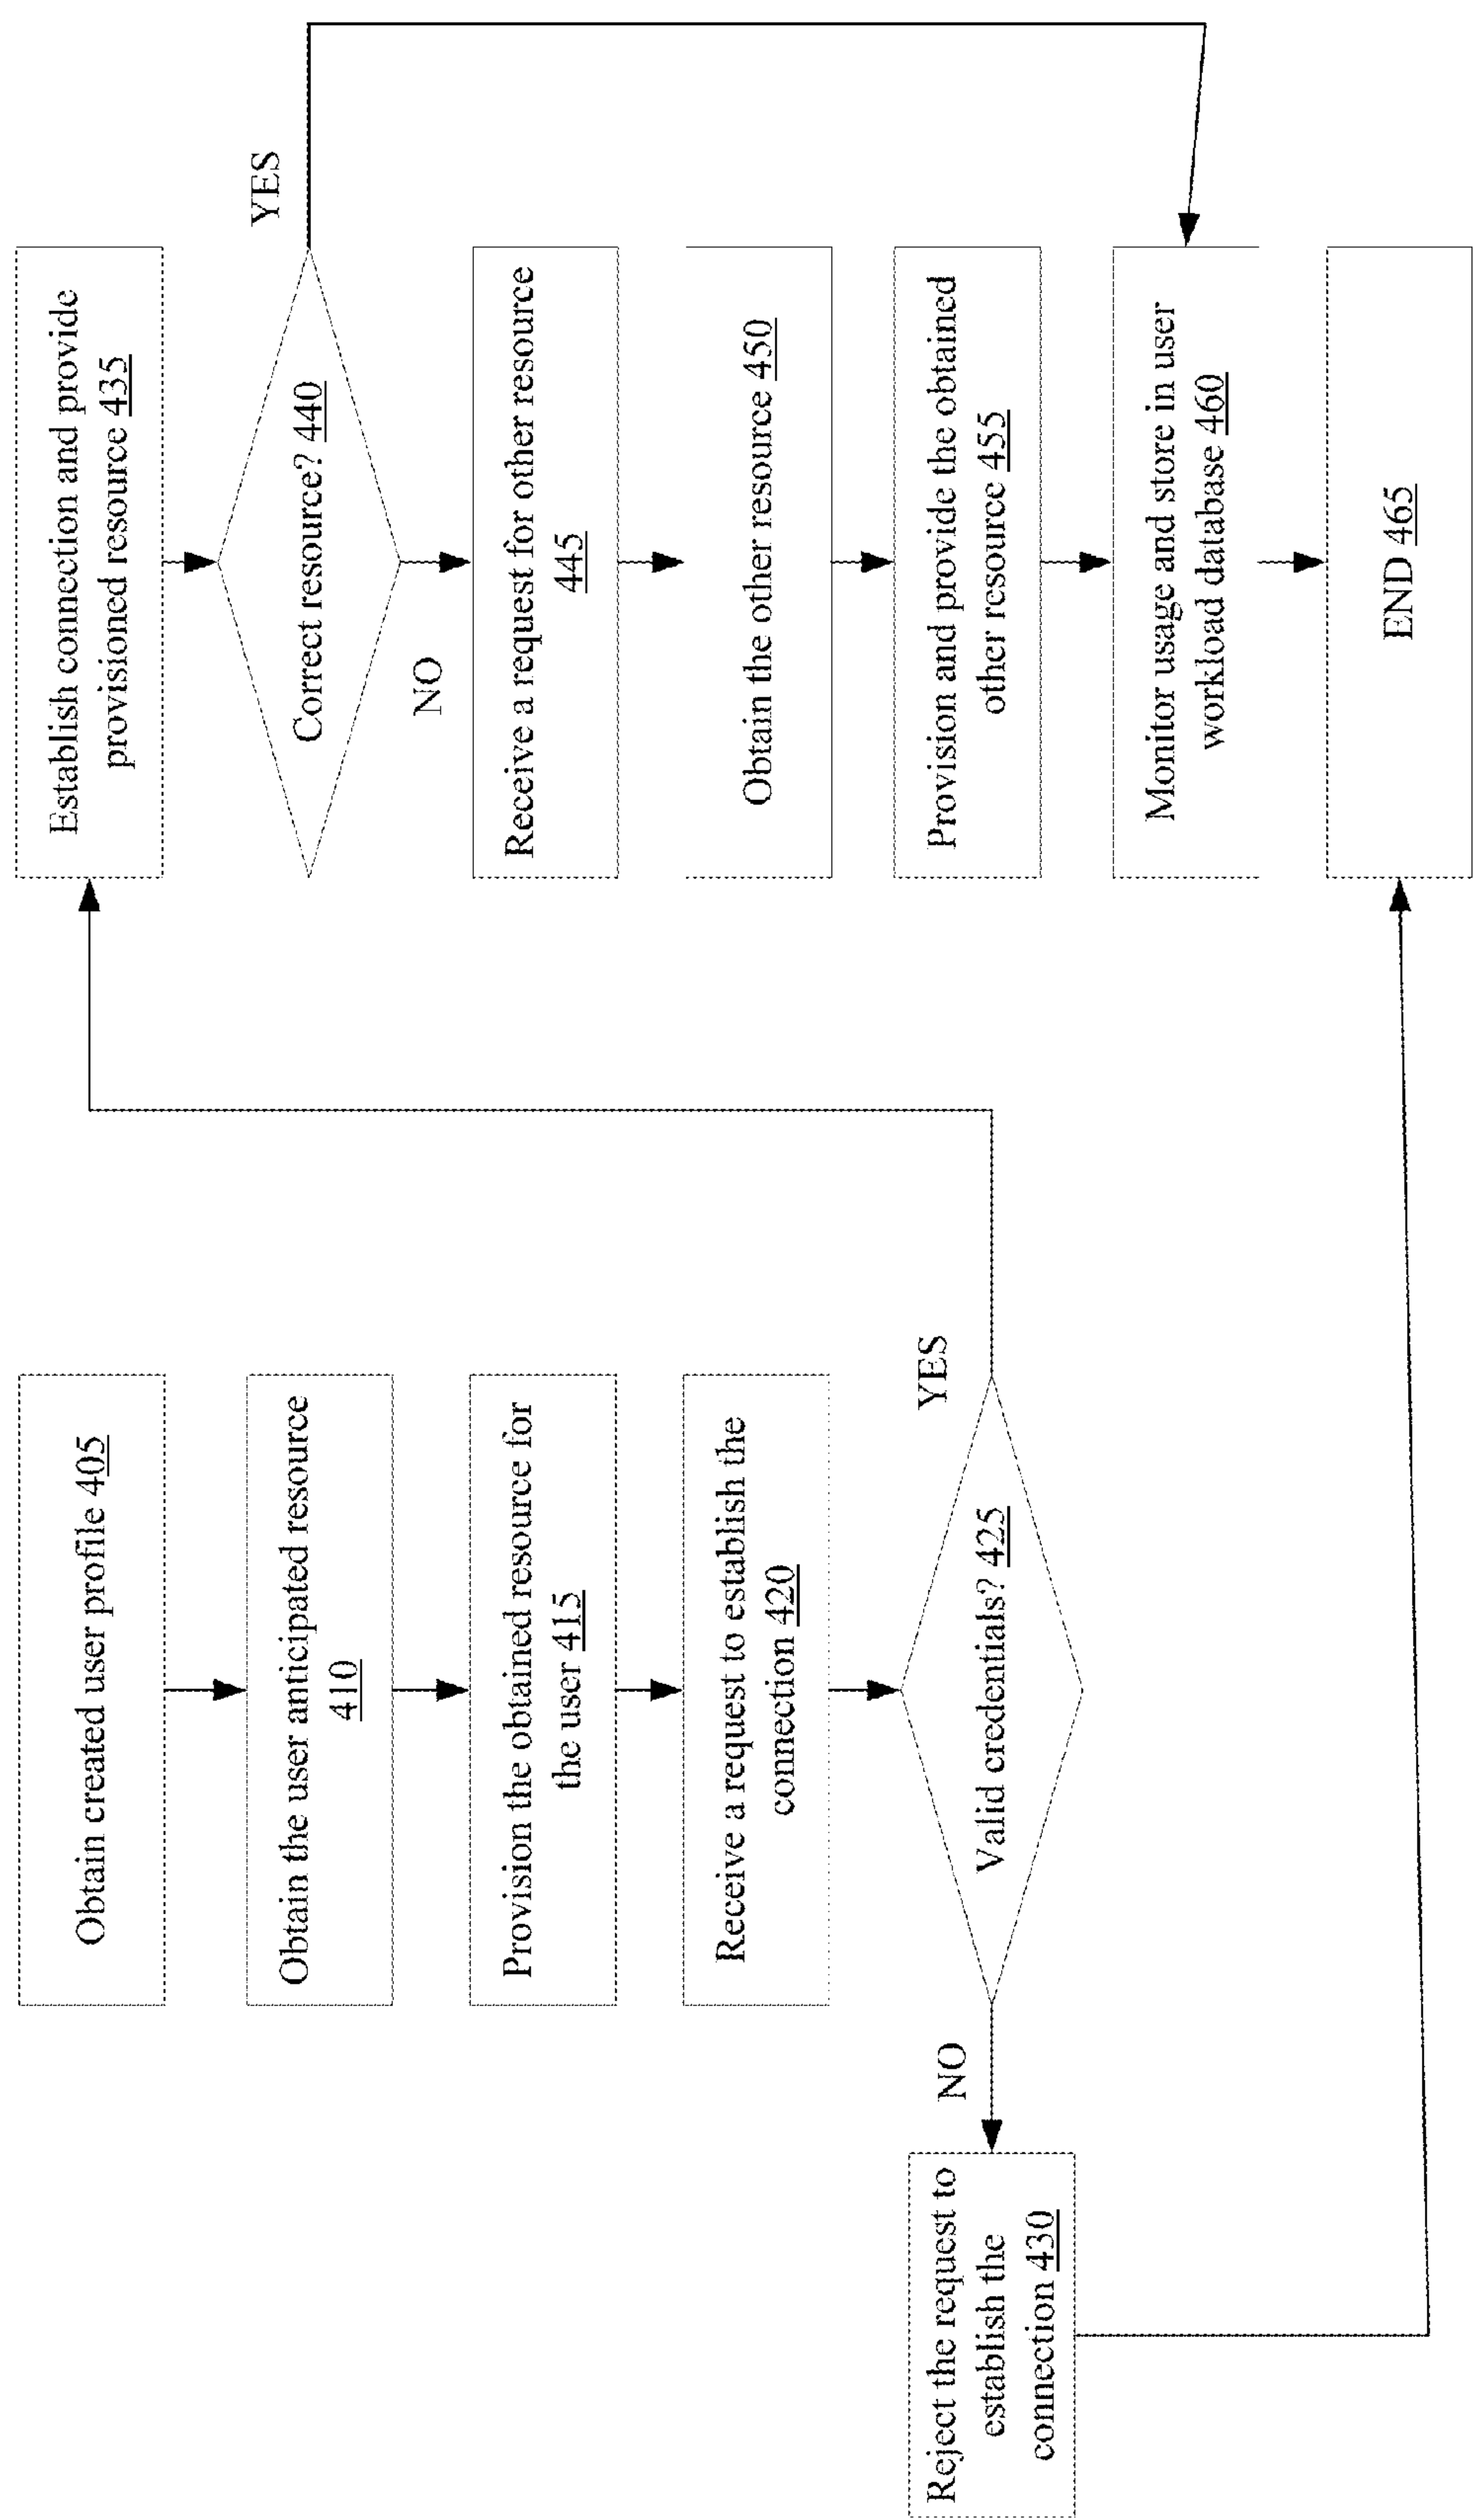 Obtain created user profile 405
Obtain the user anticipated resource
410
Provision the obtained resource for
the user 415
Receive a request to establish the
connection 420
Valid credentials? 425
YES
NO
Reject the request to
establish the
connection 430
Establish connection and provide
provisioned resource 435
Correct resource? 440
YES
NO
Receive a request for other resource
445
Obtain the other resource 450
Provision and provide the obtained
other resource 455
Monitor usage and store in user
workload database 460
END 465